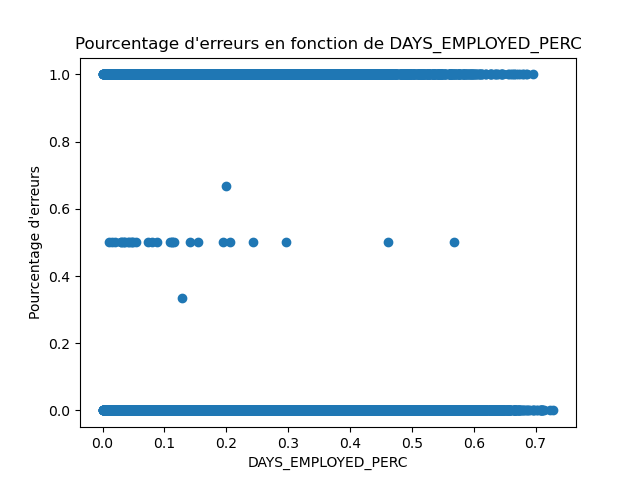 Pourcentage d'erreurs en fonction de DAYS_EMPLOYED_PERC
1.0
0.8
0.6
0.4
0.2
0.0
Pourcentage d'erreurs
0.0 0.1 0.2 0.3 0.4 0.5 0.6 0.7
DAYS_EMPLOYED_PERC